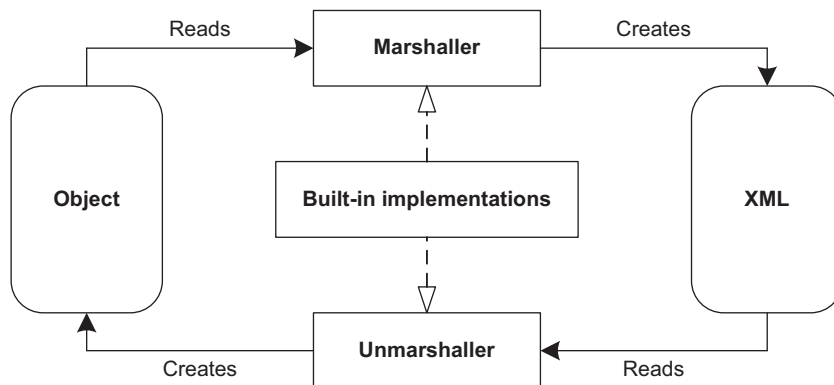 Reads
Creates
Marshaller
Object
Built-in implementations
XML
Unmarshaller
Creates
Reads